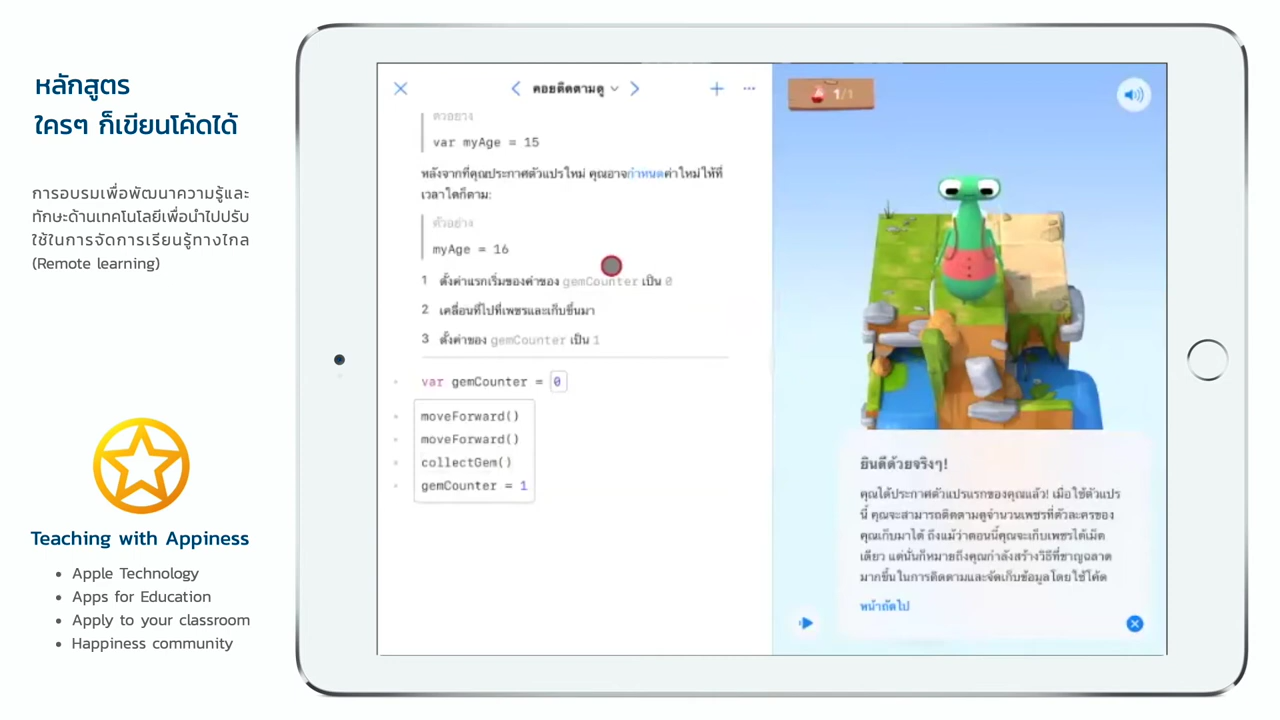 หลักสูตร
ใครๆ ก็เขียนโค้ดได้
การอบรมเพื่อพัฒนาความรู้และ
ทักษะด้านเทคโนโลยีเพื่อนำไปปรับ
ใช้ในการจัดการเรียนรู้ทางไกล
(Remote learning)
Teaching with Appiness
• Apple Technology
• Apps for Education
• Apply to your classroom
• Happiness community
คอยติดตามดู
ตัวอย่าง
var myAge = 15
หลังจากที่คุณประกาศตัวแปรใหม่ คุณอาจกำหนดค่าใหม่ให้ที่
เวลาใดก็ตาม:
ตัวอย่าง
myAge = 16
1 ตั้งค่าแรกเริ่มของค่าของ gemCounter เป็น 0
2 เคลื่อนที่ไปที่เพชรและเก็บขึ้นมา
3 ตั้งค่าของ gemCounter เป็น 1
var gemCounter = 0
moveForward()
moveForward()
collectGem()
gemCounter = 1
1/1
ยินดีด้วยจริงๆ!
คุณได้ประกาศตัวแปรแรกของคุณแล้ว! เมื่อใช้ตัวแปร
นี้ คุณจะสามารถติดตามดูจำนวนเพชรที่ตัวละครของ
คุณเก็บมาได้ ถึงแม้ว่าตอนนี้คุณจะเก็บเพชรได้เม็ด
เดียว แต่นั่นก็หมายถึงคุณกำลังสร้างวิธีที่ชาญฉลาด
มากขึ้นในการติดตามและจัดเก็บข้อมูลโดยใช้โค้ด
หน้าถัดไป